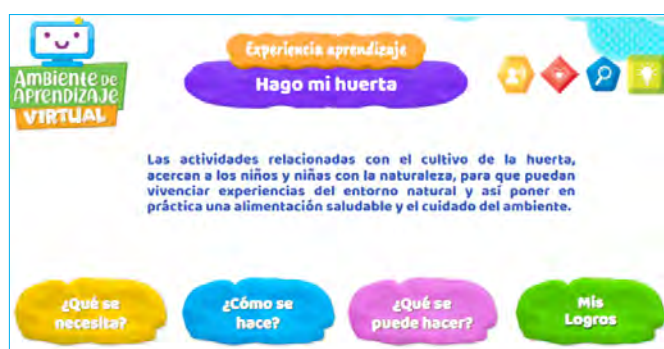 Ambiente DE
APRENDIZAJE
VIRTUAL
Experiencia aprendizaje
Hago mi huerta
Las actividades relacionadas con el cultivo de la huerta,
acercan a los niños y niñas con la naturaleza, para que puedan
vivenciar experiencias del entorno natural y así poner en
práctica una alimentación saludable y el cuidado del ambiente.
¿Qué se
necesita?
¿Cómo se
hace?
¿Qué se
puede hacer?
Mis
Logros